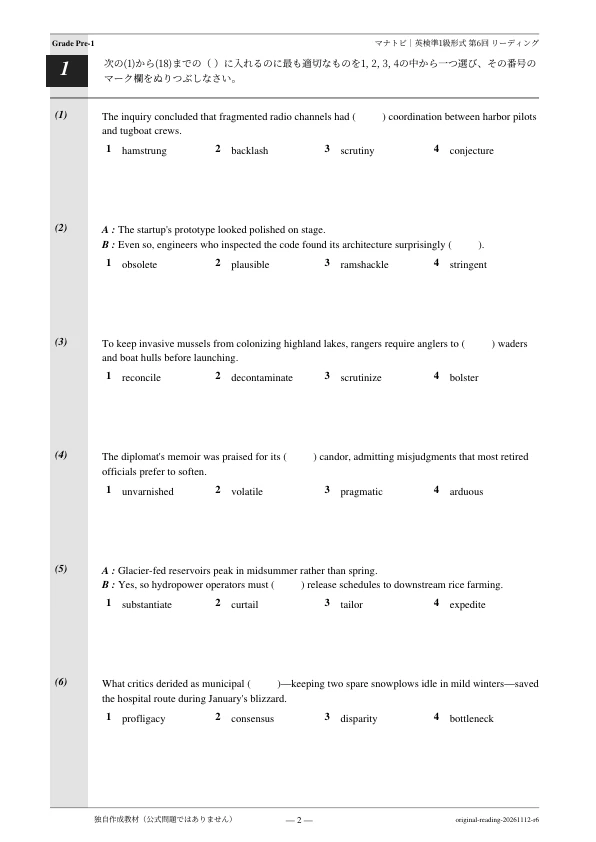 Grade Pre-1
マナトビ｜英検準1級形式 第6回 リーディング
1
次の(1)から(18)までの（ ）に入れるのに最も適切なものを1, 2, 3, 4の中から一つ選び、その番号の
マーク欄をぬりつぶしなさい。
(1)
The inquiry concluded that fragmented radio channels had ( ) coordination between harbor pilots
and tugboat crews.
1 hamstrung 2 backlash 3 scrutiny 4 conjecture
(2)
A : The startup's prototype looked polished on stage.
B : Even so, engineers who inspected the code found its architecture surprisingly ( ).
1 obsolete 2 plausible 3 ramshackle 4 stringent
(3)
To keep invasive mussels from colonizing highland lakes, rangers require anglers to ( ) waders
and boat hulls before launching.
1 reconcile 2 decontaminate 3 scrutinize 4 bolster
(4)
The diplomat's memoir was praised for its ( ) candor, admitting misjudgments that most retired
officials prefer to soften.
1 unvarnished 2 volatile 3 pragmatic 4 arduous
(5)
A : Glacier-fed reservoirs peak in midsummer rather than spring.
B : Yes, so hydropower operators must ( ) release schedules to downstream rice farming.
1 substantiate 2 curtail 3 tailor 4 expedite
(6)
What critics derided as municipal ( )—keeping two spare snowplows idle in mild winters—saved
the hospital route during January's blizzard.
1 profligacy 2 consensus 3 disparity 4 bottleneck
独自作成教材（公式問題ではありません）
— 2 —
original-reading-20261112-r6